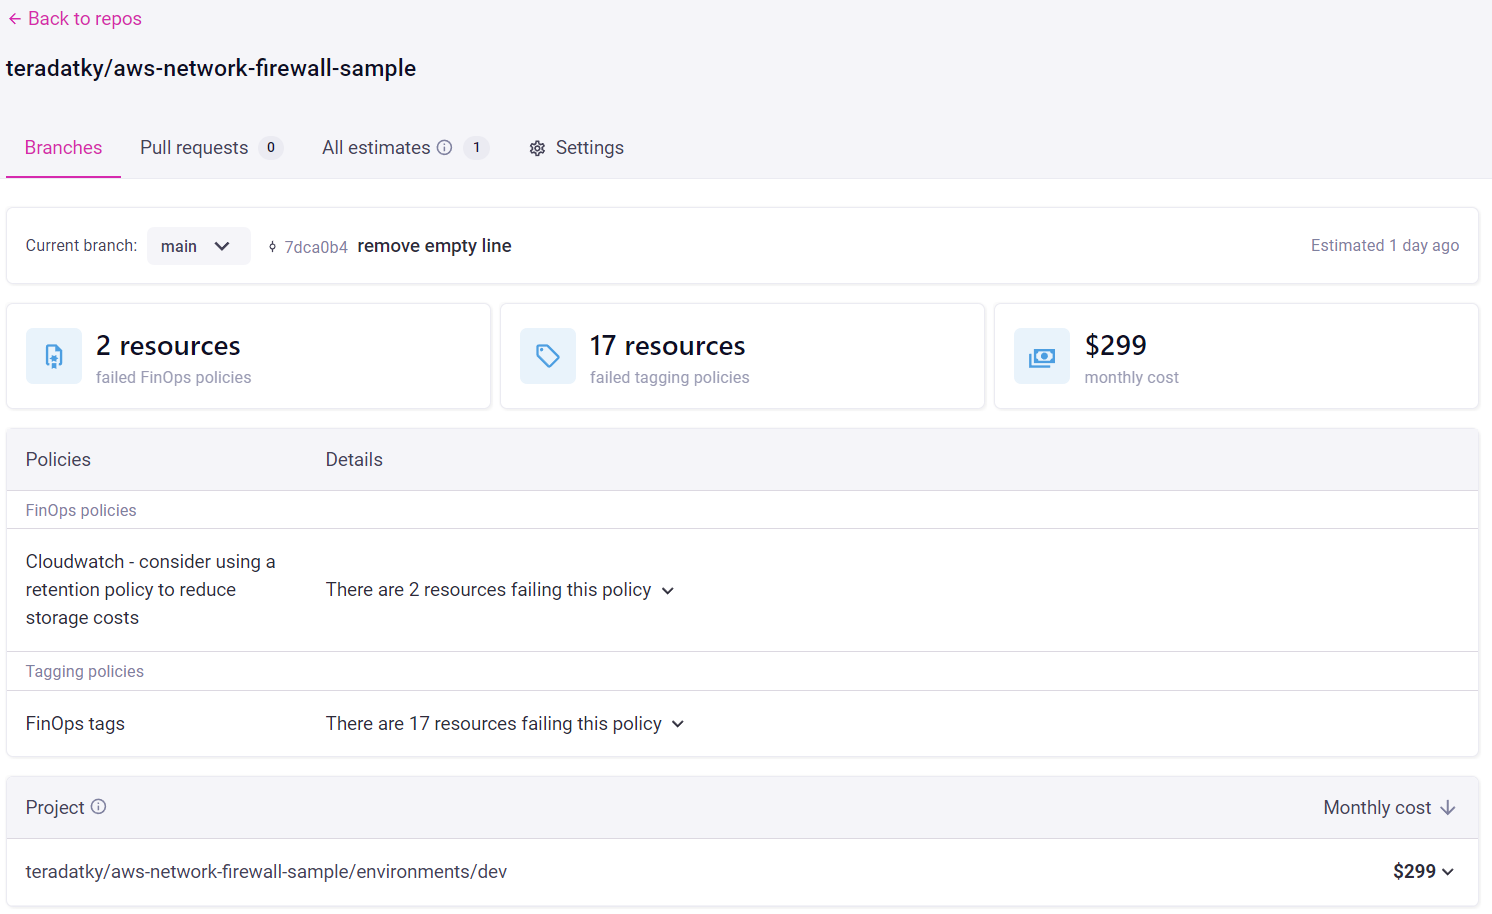 Back to repos
teradatky/aws-network-firewall-sample
Branches Pull requests 0 All estimates 1 Settings
Current branch: main 7dca0b4 remove empty line Estimated 1 day ago
2 resources
failed FinOps policies
17 resources
failed tagging policies
$299
monthly cost
Policies Details
FinOps policies
Cloudwatch - consider using a
retention policy to reduce
storage costs
There are 2 resources failing this policy
Tagging policies
FinOps tags There are 17 resources failing this policy
Project Monthly cost
teradatky/aws-network-firewall-sample/environments/dev $299